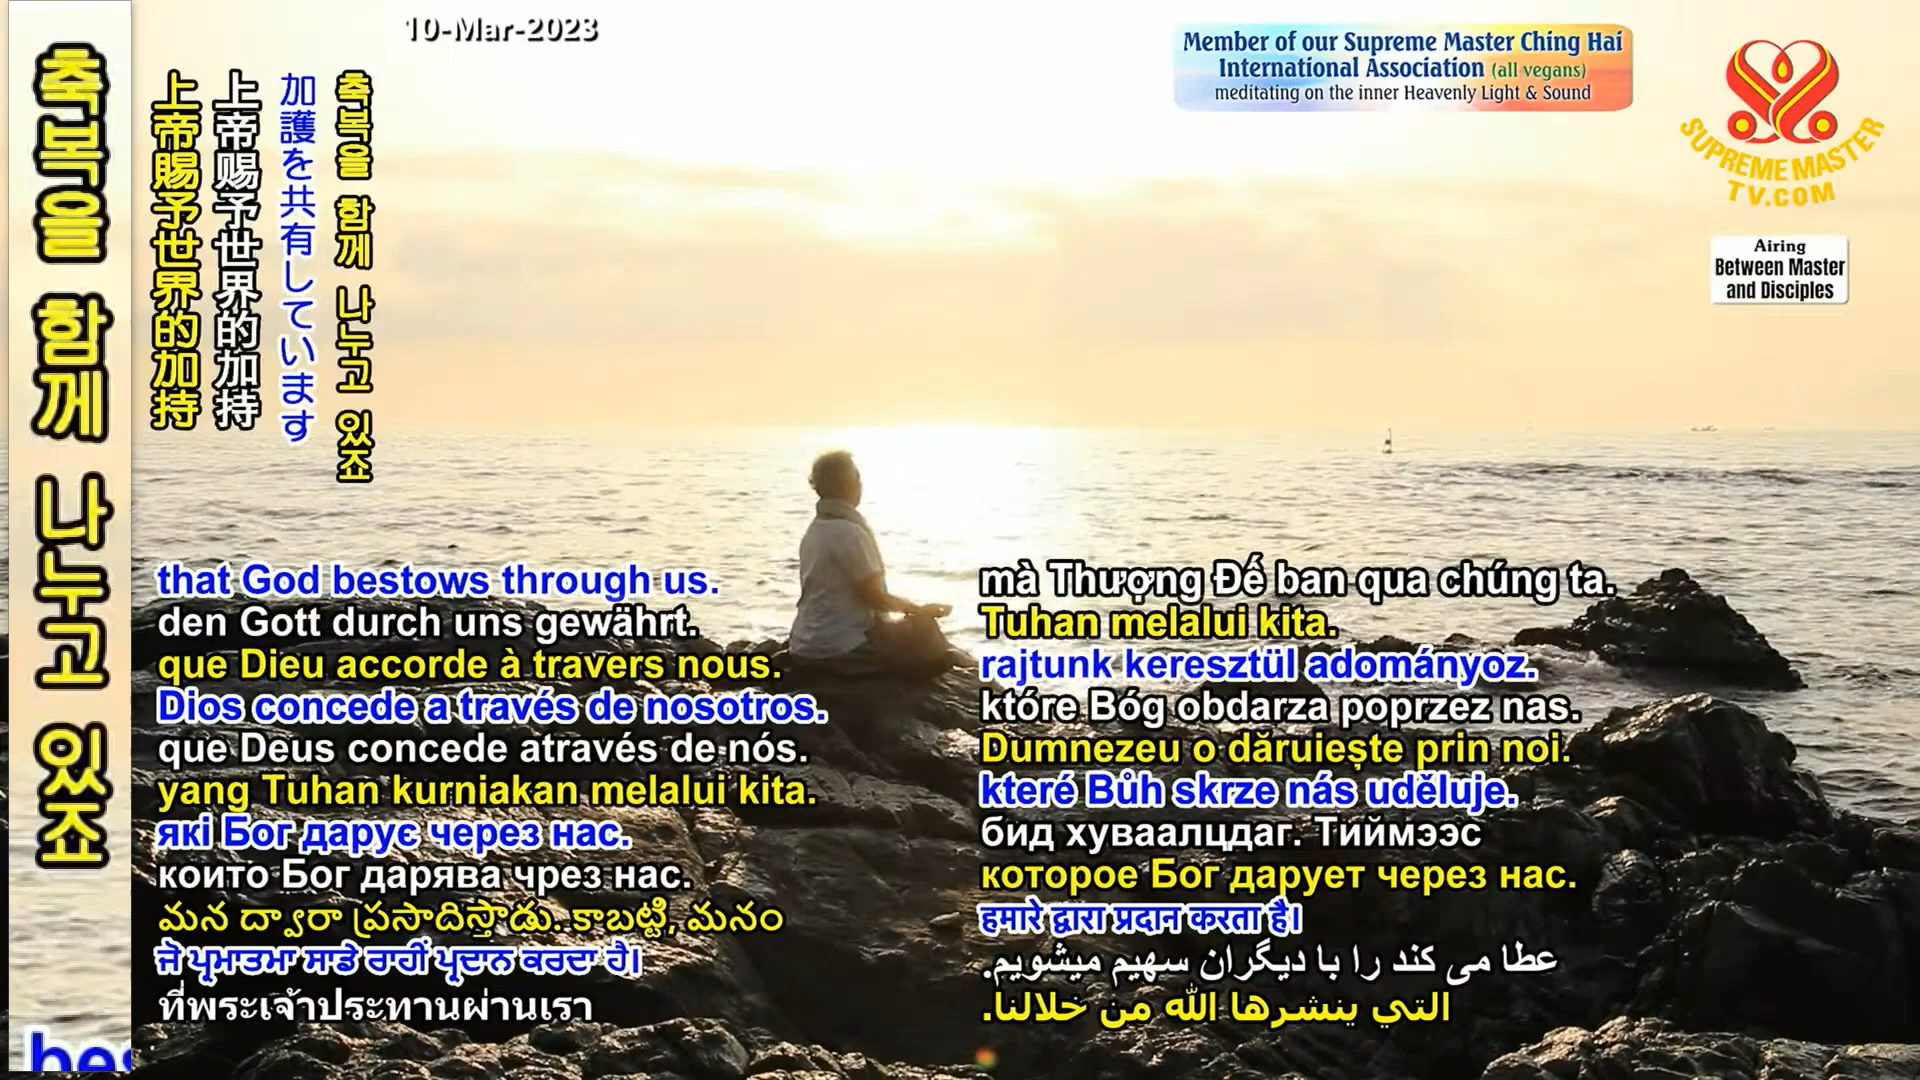 축복을 함께 나누고 있죠
10-Mar-2023
上帝賜予世界的加持
上帝赐予世界的加持
加護を共有しています
축복을 함께 나누고 있죠
Member of our Supreme Master Ching Hai
International Association (all vegans)
meditating on the inner Heavenly Light & Sound
SUPREME MASTER
TV.COM
Airing
Between Master
and Disciples
that God bestows through us.
den Gott durch uns gewährt.
que Dieu accorde à travers nous.
Dios concede a través de nosotros.
que Deus concede através de nós.
yang Tuhan kurniakan melalui kita.
які Бог дарує через нас.
които Бог дарява чрез нас.
మన ద్వారా ప్రసాదిస్తాడు. కాబట్టి, మనం
ਜੋ ਪ੍ਰਮਾਤਮਾ ਸਾਡੇ ਰਾਹੀਂ ਪ੍ਰਦਾਨ ਕਰਦਾ ਹੈ।
ที่พระเจ้าประทานผ่านเรา
mà Thượng Đế ban qua chúng ta.
Tuhan melalui kita.
rajtunk keresztül adományoz.
które Bóg obdarza poprzez nas.
Dumnezeu o dăruiește prin noi.
které Bůh skrze nás uděluje.
бид хуваалцдаг. Тиймээс
которое Бог дарует через нас.
हमारे द्वारा प्रदान करता है।
عطا می کند را با دیگران سهیم میشویم.
التي ينشرها الله من خلالنا.